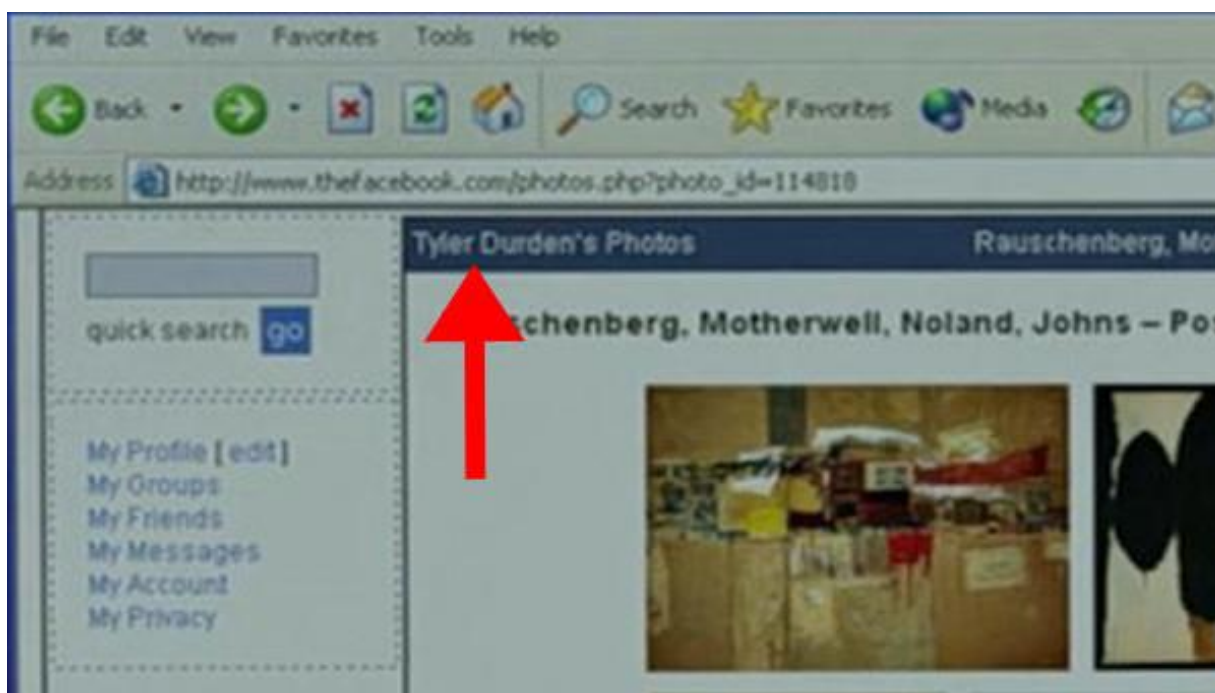 File Edit View Favorites Tools Help
Back Search Favorites Media
Address http://www.thefacebook.com/photos.php?photo_id=114818
Tyler Durden's Photos Rauschenberg, Mo
quick search go
chenberg, Motherwell, Noland, Johns – Pos
My Profile [ edit ]
My Groups
My Friends
My Messages
My Account
My Privacy